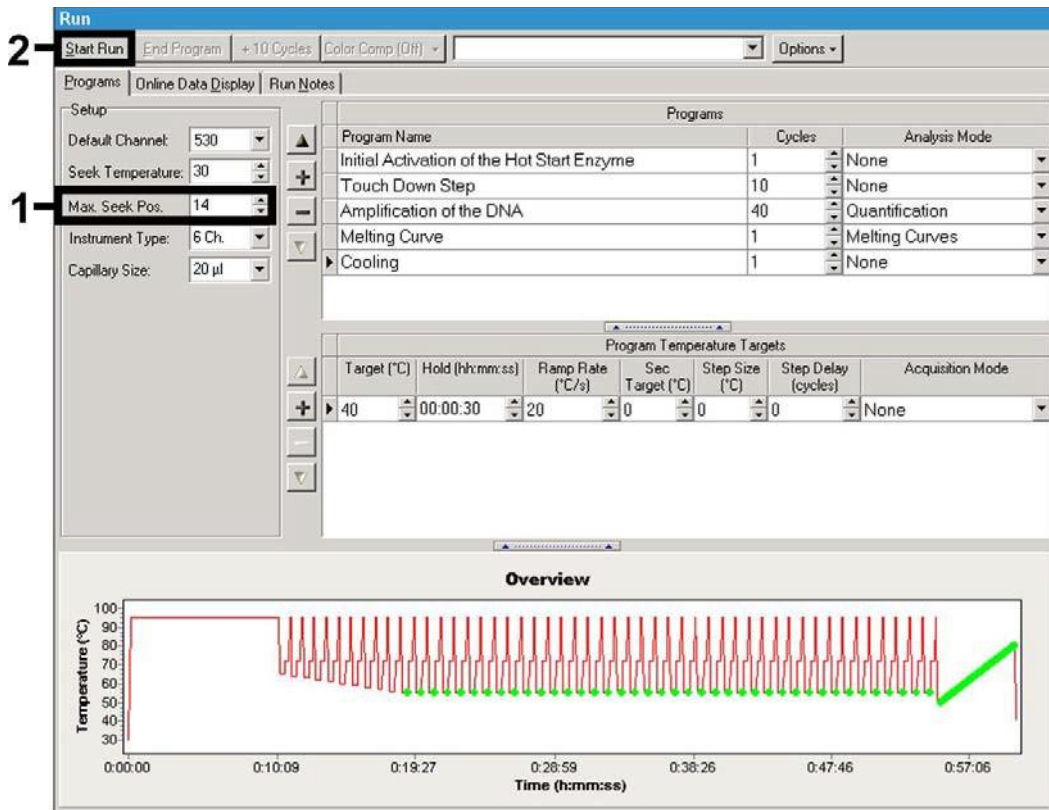 Run
2
Start Run End Program + 10 Cycles Color Comp (Off) Options
Programs Online Data Display Run Notes
Setup
Default Channel: 530
Seek Temperature: 30
1
Max. Seek Pos. 14
Instrument Type: 6 Ch.
Capillary Size: 20 µl
Programs
Program Name Cycles Analysis Mode
Initial Activation of the Hot Start Enzyme 1 None
Touch Down Step 10 None
Amplification of the DNA 40 Quantification
Melting Curve 1 Melting Curves
Cooling 1 None
Program Temperature Targets
Target (°C) Hold (hh:mm:ss) Ramp Rate (°C/s) Sec Target (°C) Step Size (°C) Step Delay (cycles) Acquisition Mode
40 00:00:30 20 0 0 0 None
Overview
Temperature (°C)
100
90
80
70
60
50
40
30
0:00:00 0:10:09 0:19:27 0:28:59 0:38:26 0:47:46 0:57:06
Time (h:mm:ss)